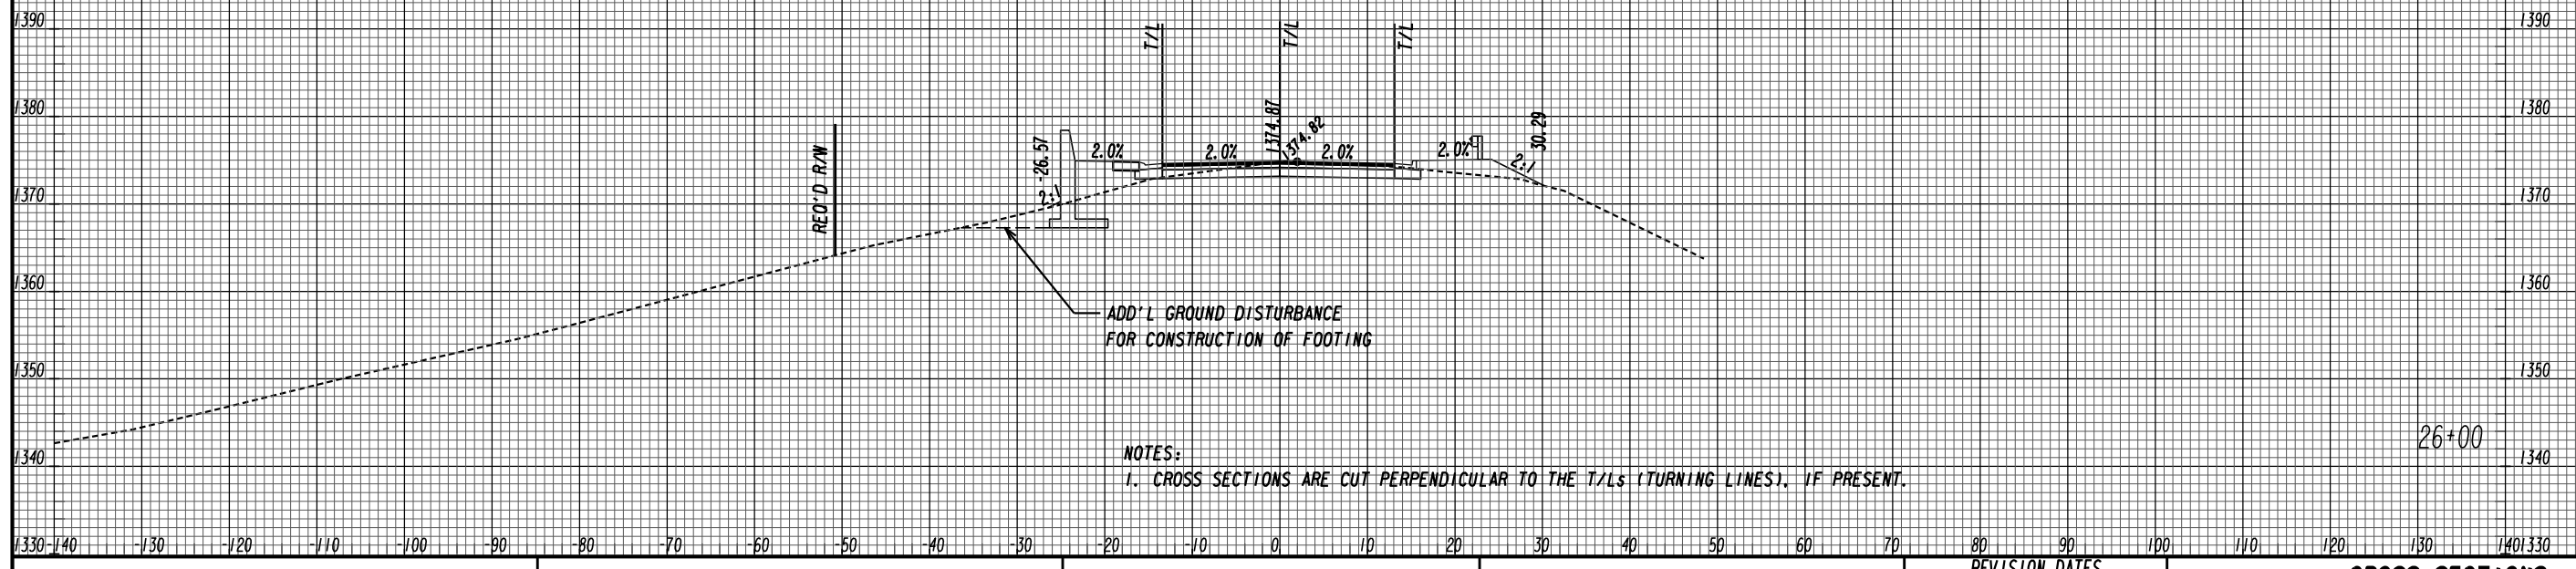 1390
1390
T/L
T/L
T/L
1380
1380
1374.87
1374.82
30.29
-26.57
2.0%
2.0%
2.0%
2.0%
2:1
2:1
REQ'D R/W
1370
1370
1360
1360
ADD'L GROUND DISTURBANCE
FOR CONSTRUCTION OF FOOTING
1350
1350
26+00
NOTES:
1340
1340
1. CROSS SECTIONS ARE CUT PERPENDICULAR TO THE T/Ls (TURNING LINES), IF PRESENT.
1330 -140 -130 -120 -110 -100 -90 -80 -70 -60 -50 -40 -30 -20 -10 0 10 20 30 40 50 60 70 80 90 100 110 120 130 140 1330
REVISION DATES
CROSS SECTIONS